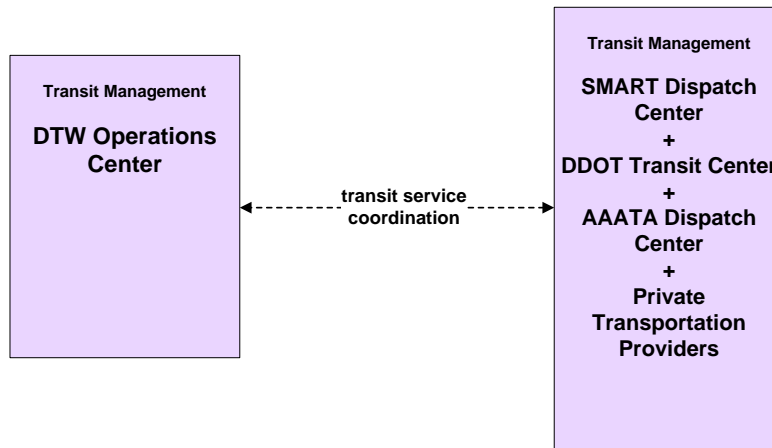 Transit Management
DTW Operations
Center
transit service
coordination
Transit Management
SMART Dispatch
Center
+
DDOT Transit Center
+
AAATA Dispatch
Center
+
Private
Transportation
Providers